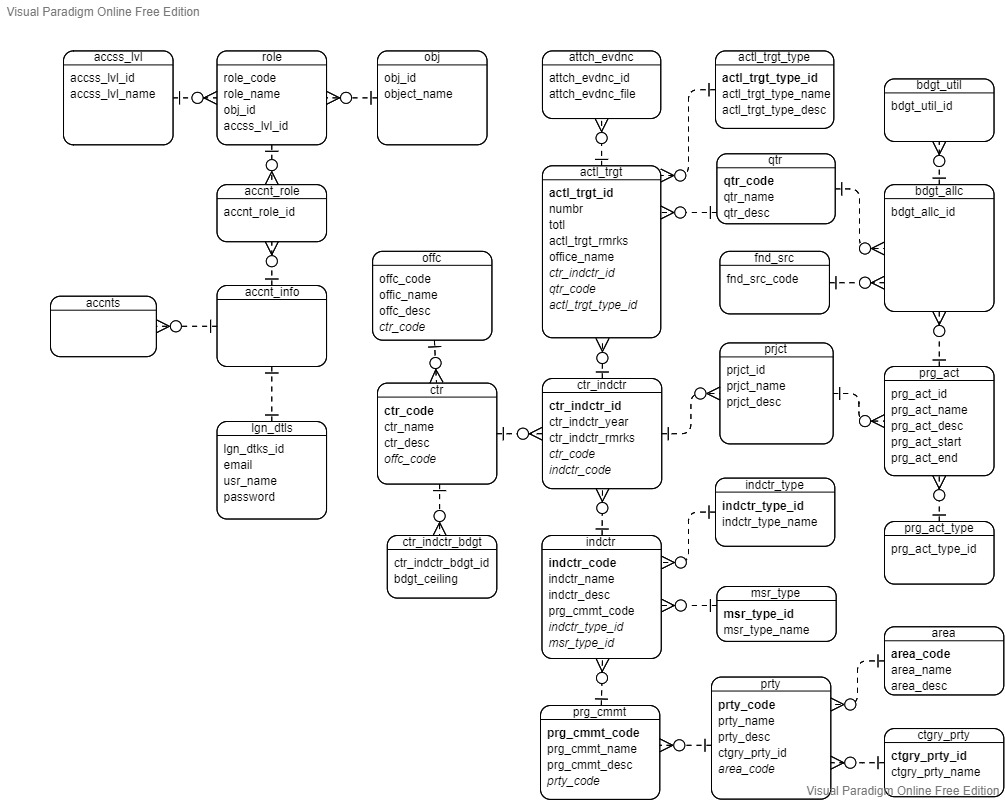 Visual Paradigm Online Free Edition
accss_lvl
accss_lvl_id
accss_lvl_name
role
role_code
role_name
obj_id
accss_lvl_id
obj
obj_id
object_name
attch_evdnc
attch_evdnc_id
attch_evdnc_file
actl_trgt_type
actl_trgt_type_id
actl_trgt_type_name
actl_trgt_type_desc
bdgt_util
bdgt_util_id
accnt_role
accnt_role_id
actl_trgt
actl_trgt_id
numbr
totl
actl_trgt_rmrks
office_name
ctr_indctr_id
qtr_code
actl_trgt_type_id
qtr
qtr_code
qtr_name
qtr_desc
bdgt_allc
bdgt_allc_id
accnts
accnt_info
offc
offc_code
offic_name
offc_desc
ctr_code
fnd_src
fnd_src_code
lgn_dtls
lgn_dtks_id
email
usr_name
password
ctr
ctr_code
ctr_name
ctr_desc
offc_code
ctr_indctr
ctr_indctr_id
ctr_indctr_year
ctr_indctr_rmrks
ctr_code
indctr_code
prjct
prjct_id
prjct_name
prjct_desc
prg_act
prg_act_id
prg_act_name
prg_act_desc
prg_act_start
prg_act_end
ctr_indctr_bdgt
ctr_indctr_bdgt_id
bdgt_ceiling
indctr
indctr_code
indctr_name
indctr_desc
prg_cmmt_code
indctr_type_id
msr_type_id
indctr_type
indctr_type_id
indctr_type_name
prg_act_type
prg_act_type_id
msr_type
msr_type_id
msr_type_name
area
area_code
area_name
area_desc
prg_cmmt
prg_cmmt_code
prg_cmmt_name
prg_cmmt_desc
prty_code
prty
prty_code
prty_name
prty_desc
ctgry_prty_id
area_code
ctgry_prty
ctgry_prty_id
ctgry_prty_name
Visual Paradigm Online Free Edition